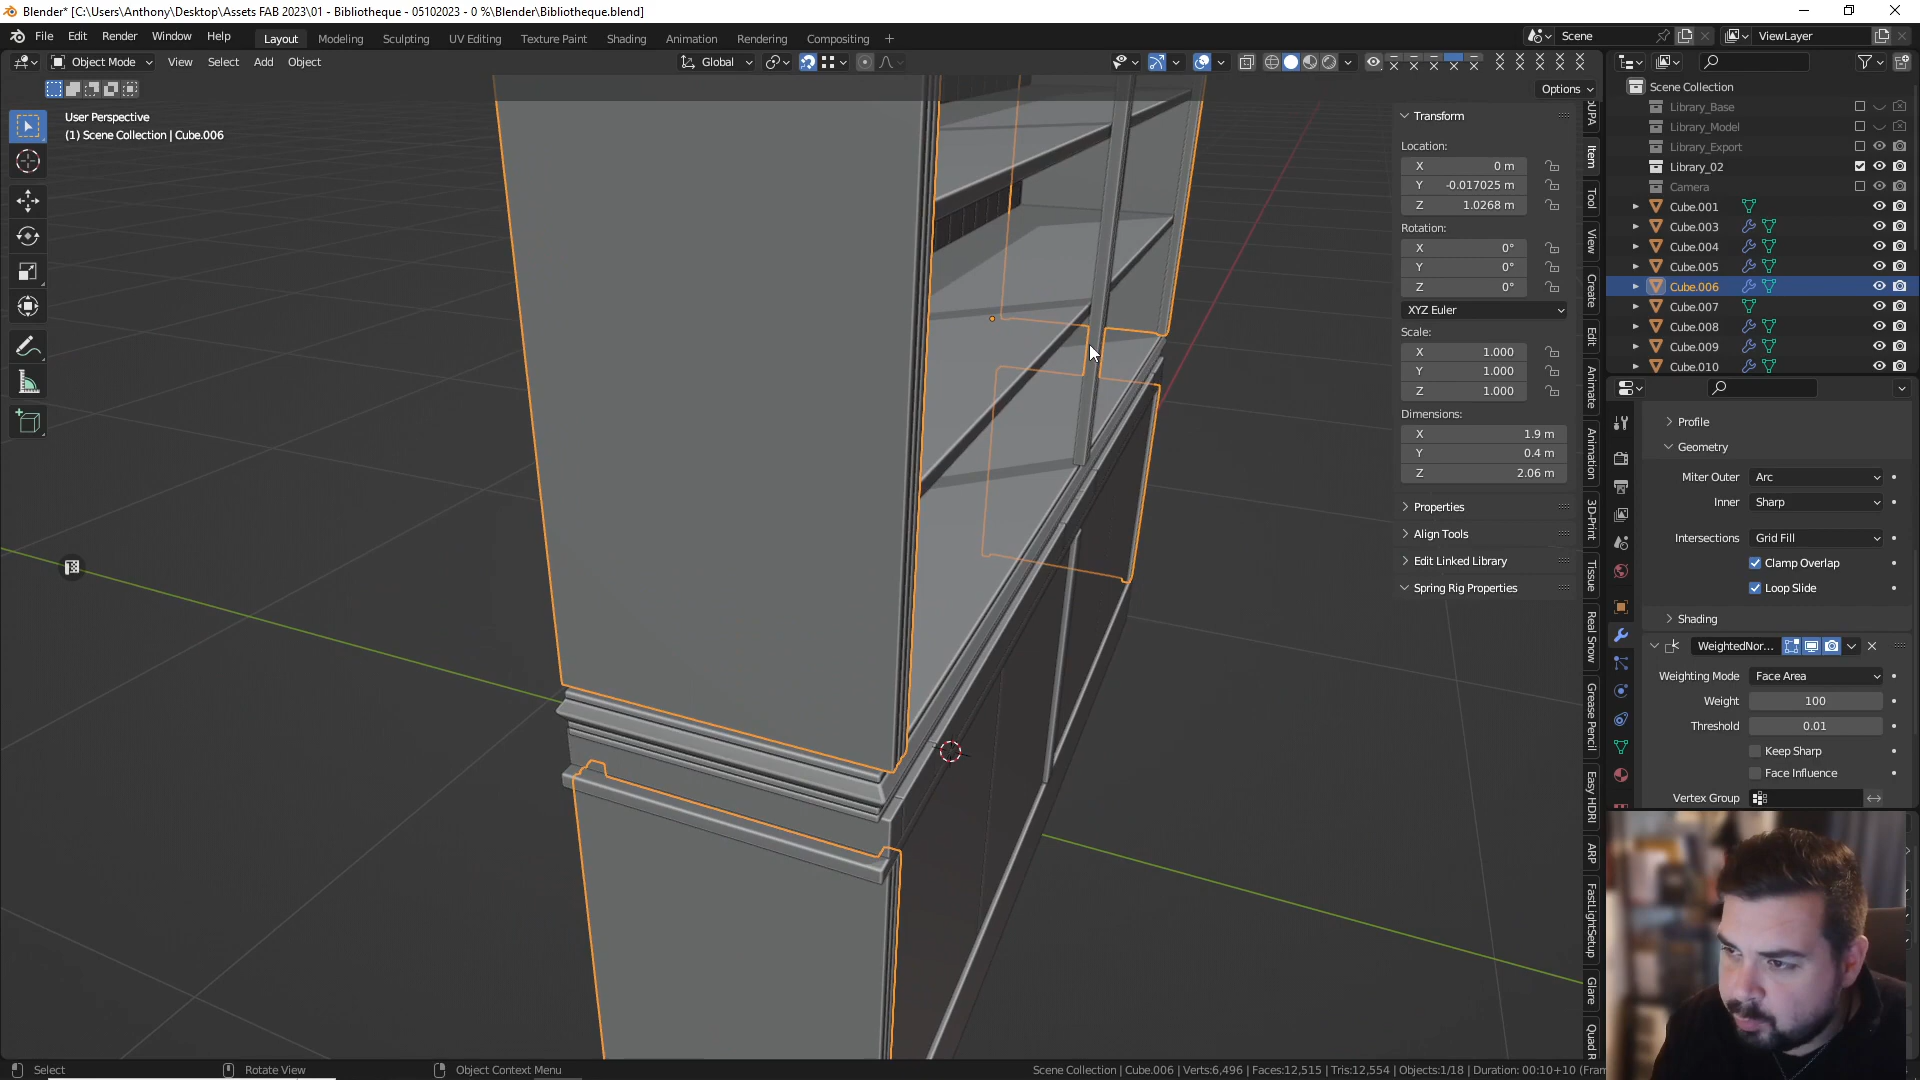 Blender* [C:\Users\Anthony\Desktop\Assets FAB 2023\01 - Bibliotheque - 05102023 - 0 %\Blender\Bibliotheque.blend]
File Edit Render Window Help Layout Modeling Sculpting UV Editing Texture Paint Shading Animation Rendering Compositing + Scene ViewLayer
Object Mode View Select Add Object Global
Options
User Perspective
(1) Scene Collection | Cube.006
Transform
Location:
X 0 m
Y -0.017025 m
Z 1.0268 m
Rotation:
X 0°
Y 0°
Z 0°
XYZ Euler
Scale:
X 1.000
Y 1.000
Z 1.000
Dimensions:
X 1.9 m
Y 0.4 m
Z 2.06 m
Properties
Align Tools
Edit Linked Library
Spring Rig Properties
Item
Tool
View
Create
Edit
Animate
Animation
3D-Print
Tissue
Real Snow
Grease Pencil
Easy HDRI
ARP
FastLightSetup
Glare
Quad R
Scene Collection
Library_Base
Library_Model
Library_Export
Library_02
Camera
Cube.001
Cube.003
Cube.004
Cube.005
Cube.006
Cube.007
Cube.008
Cube.009
Cube.010
Profile
Geometry
Miter Outer Arc
Inner Sharp
Intersections Grid Fill
Clamp Overlap
Loop Slide
Shading
WeightedNor...
Weighting Mode Face Area
Weight 100
Threshold 0.01
Keep Sharp
Face Influence
Vertex Group
Select Rotate View Object Context Menu Scene Collection | Cube.006 | Verts:6,496 | Faces:12,515 | Tris:12,554 | Objects:1/18 | Duration: 00:10+10 (Fram